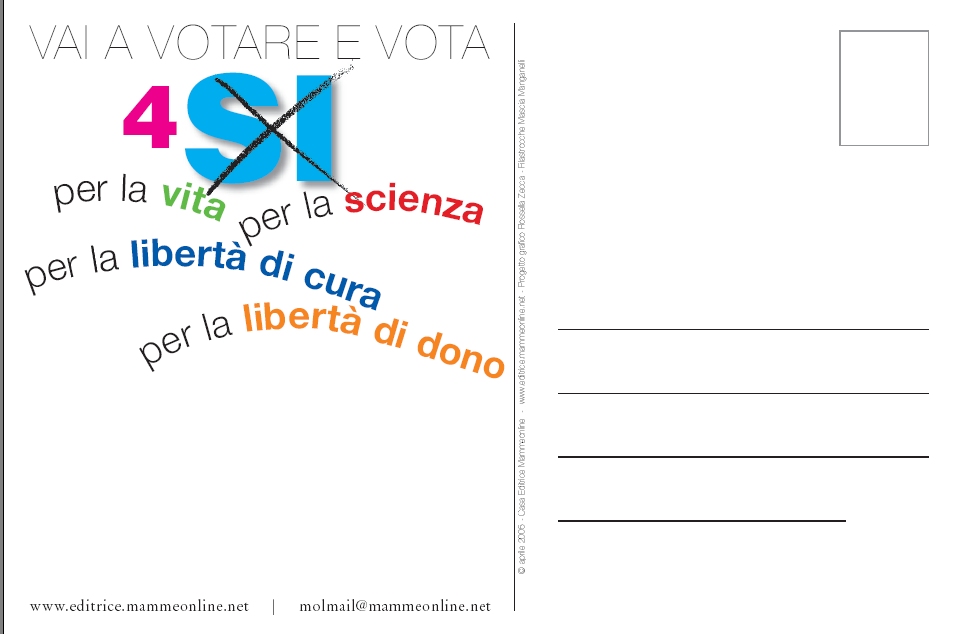 VAI A VOTARE E VOTA
4 SI
per la vita
per la scienza
per la libertà di cura
per la libertà di dono
www.editrice.mammeonline.net | molmail@mammeonline.net
© aprile 2005 - Casa Editrice Mammeonline - www.editrice.mammeonline.net - Progetto grafico Rossella Zecca - Filastrocche Mascia Manganelli